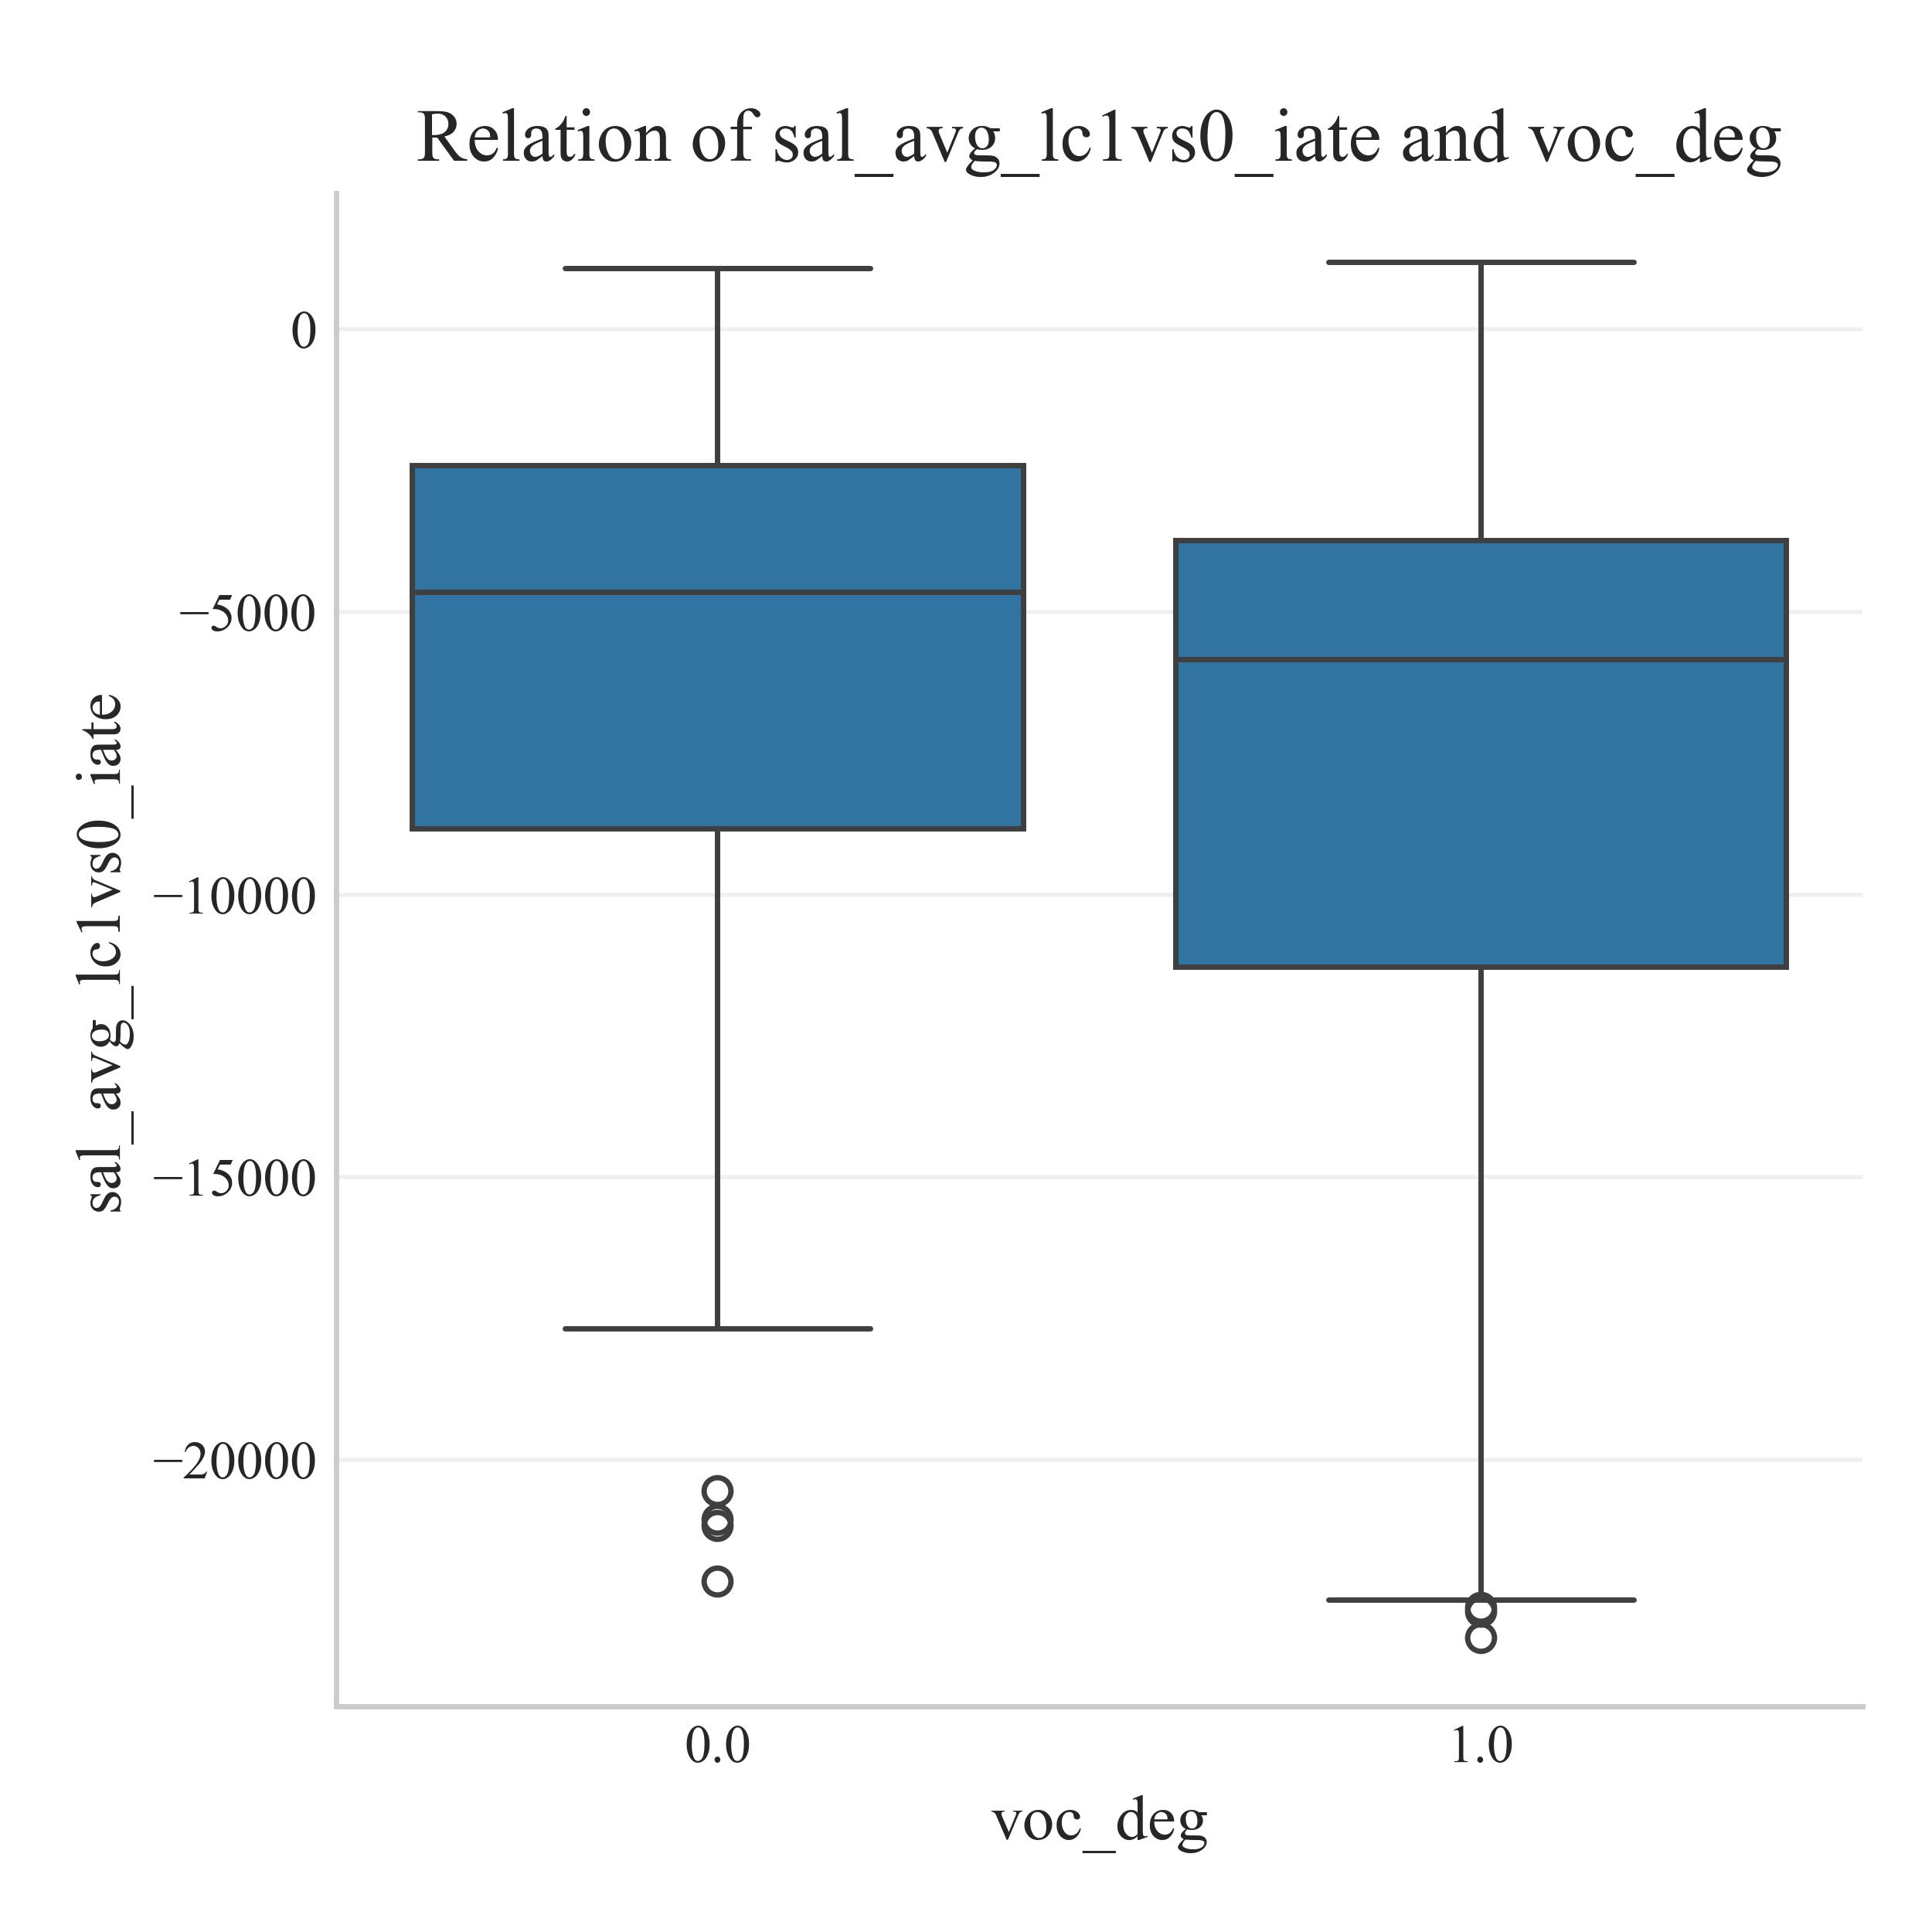 Relation of sal_avg_lc1vs0_iate and voc_deg
0
−5000
−10000
−15000
−20000
sal_avg_lc1vs0_iate
0.0
1.0
voc_deg